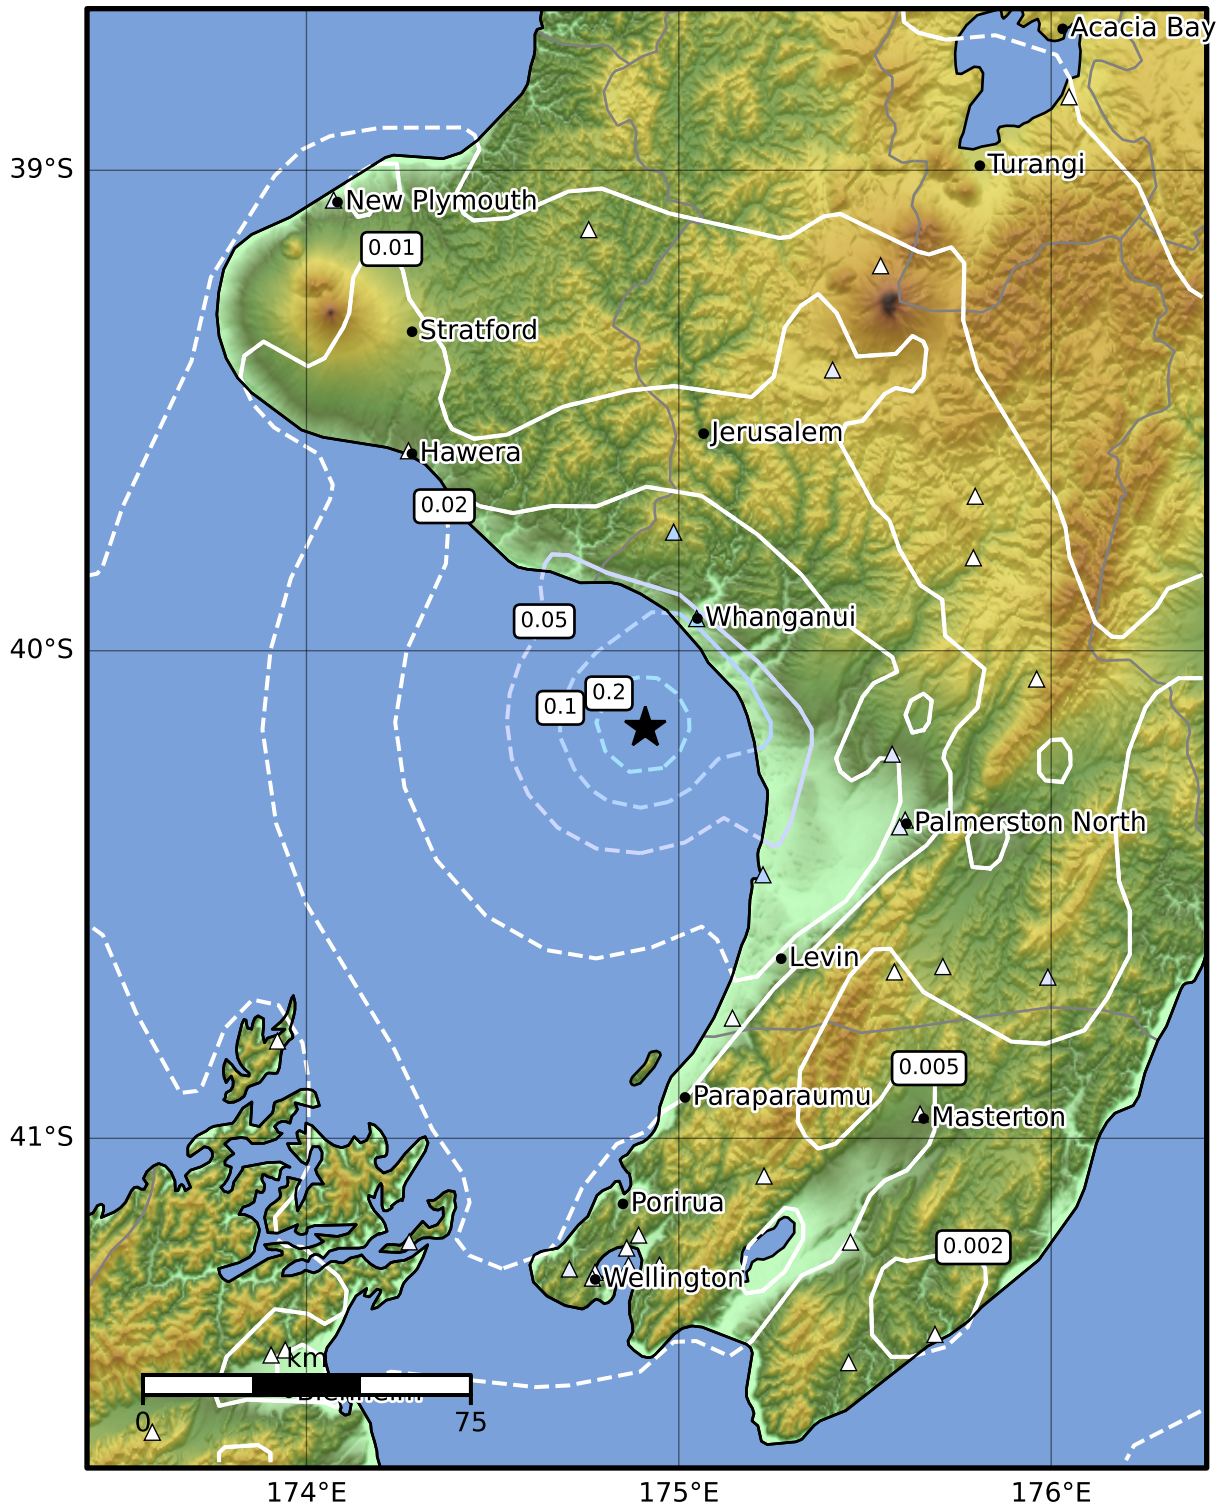 Acacia Bay
39°S
Turangi
New Plymouth
0.01
Stratford
Jerusalem
Hawera
0.02
Whanganui
0.05
40°S
0.2
0.1
Palmerston North
Levin
0.005
Paraparaumu
Masterton
41°S
Porirua
0.002
Wellington
km
Blenheim
0
75
174°E
175°E
176°E